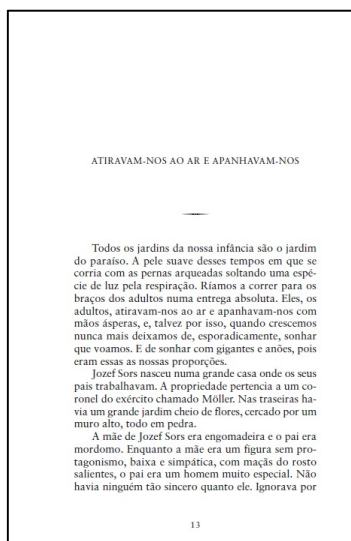 ATIRAVAM-NOS AO AR E APANHAVAM-NOS
Todos os jardins da nossa infância são o jardim
do paraíso. A pele suave desses tempos em que se
corria com as pernas arqueadas soltando uma espé-
cie de luz pela respiração. Ríamos a correr para os
braços dos adultos numa entrega absoluta. Eles, os
adultos, atiravam-nos ao ar e apanhavam-nos com
mãos ásperas, e, talvez por isso, quando crescemos
nunca mais deixamos de, esporadicamente, sonhar
que voamos. E de sonhar com gigantes e anões, pois
eram essas as nossas proporções.
Jozef Sors nasceu numa grande casa onde os seus
pais trabalhavam. A propriedade pertencia a um co-
ronel do exército chamado Möller. Nas traseiras ha-
via um grande jardim cheio de flores, cercado por um
muro alto, todo em pedra.
A mãe de Jozef Sors era engomadeira e o pai era
mordomo. Enquanto a mãe era um figura sem pro-
tagonismo, baixa e simpática, com maçãs do rosto
salientes, o pai era um homem muito especial. Não
havia ninguém tão sincero quanto ele. Ignorava por
13